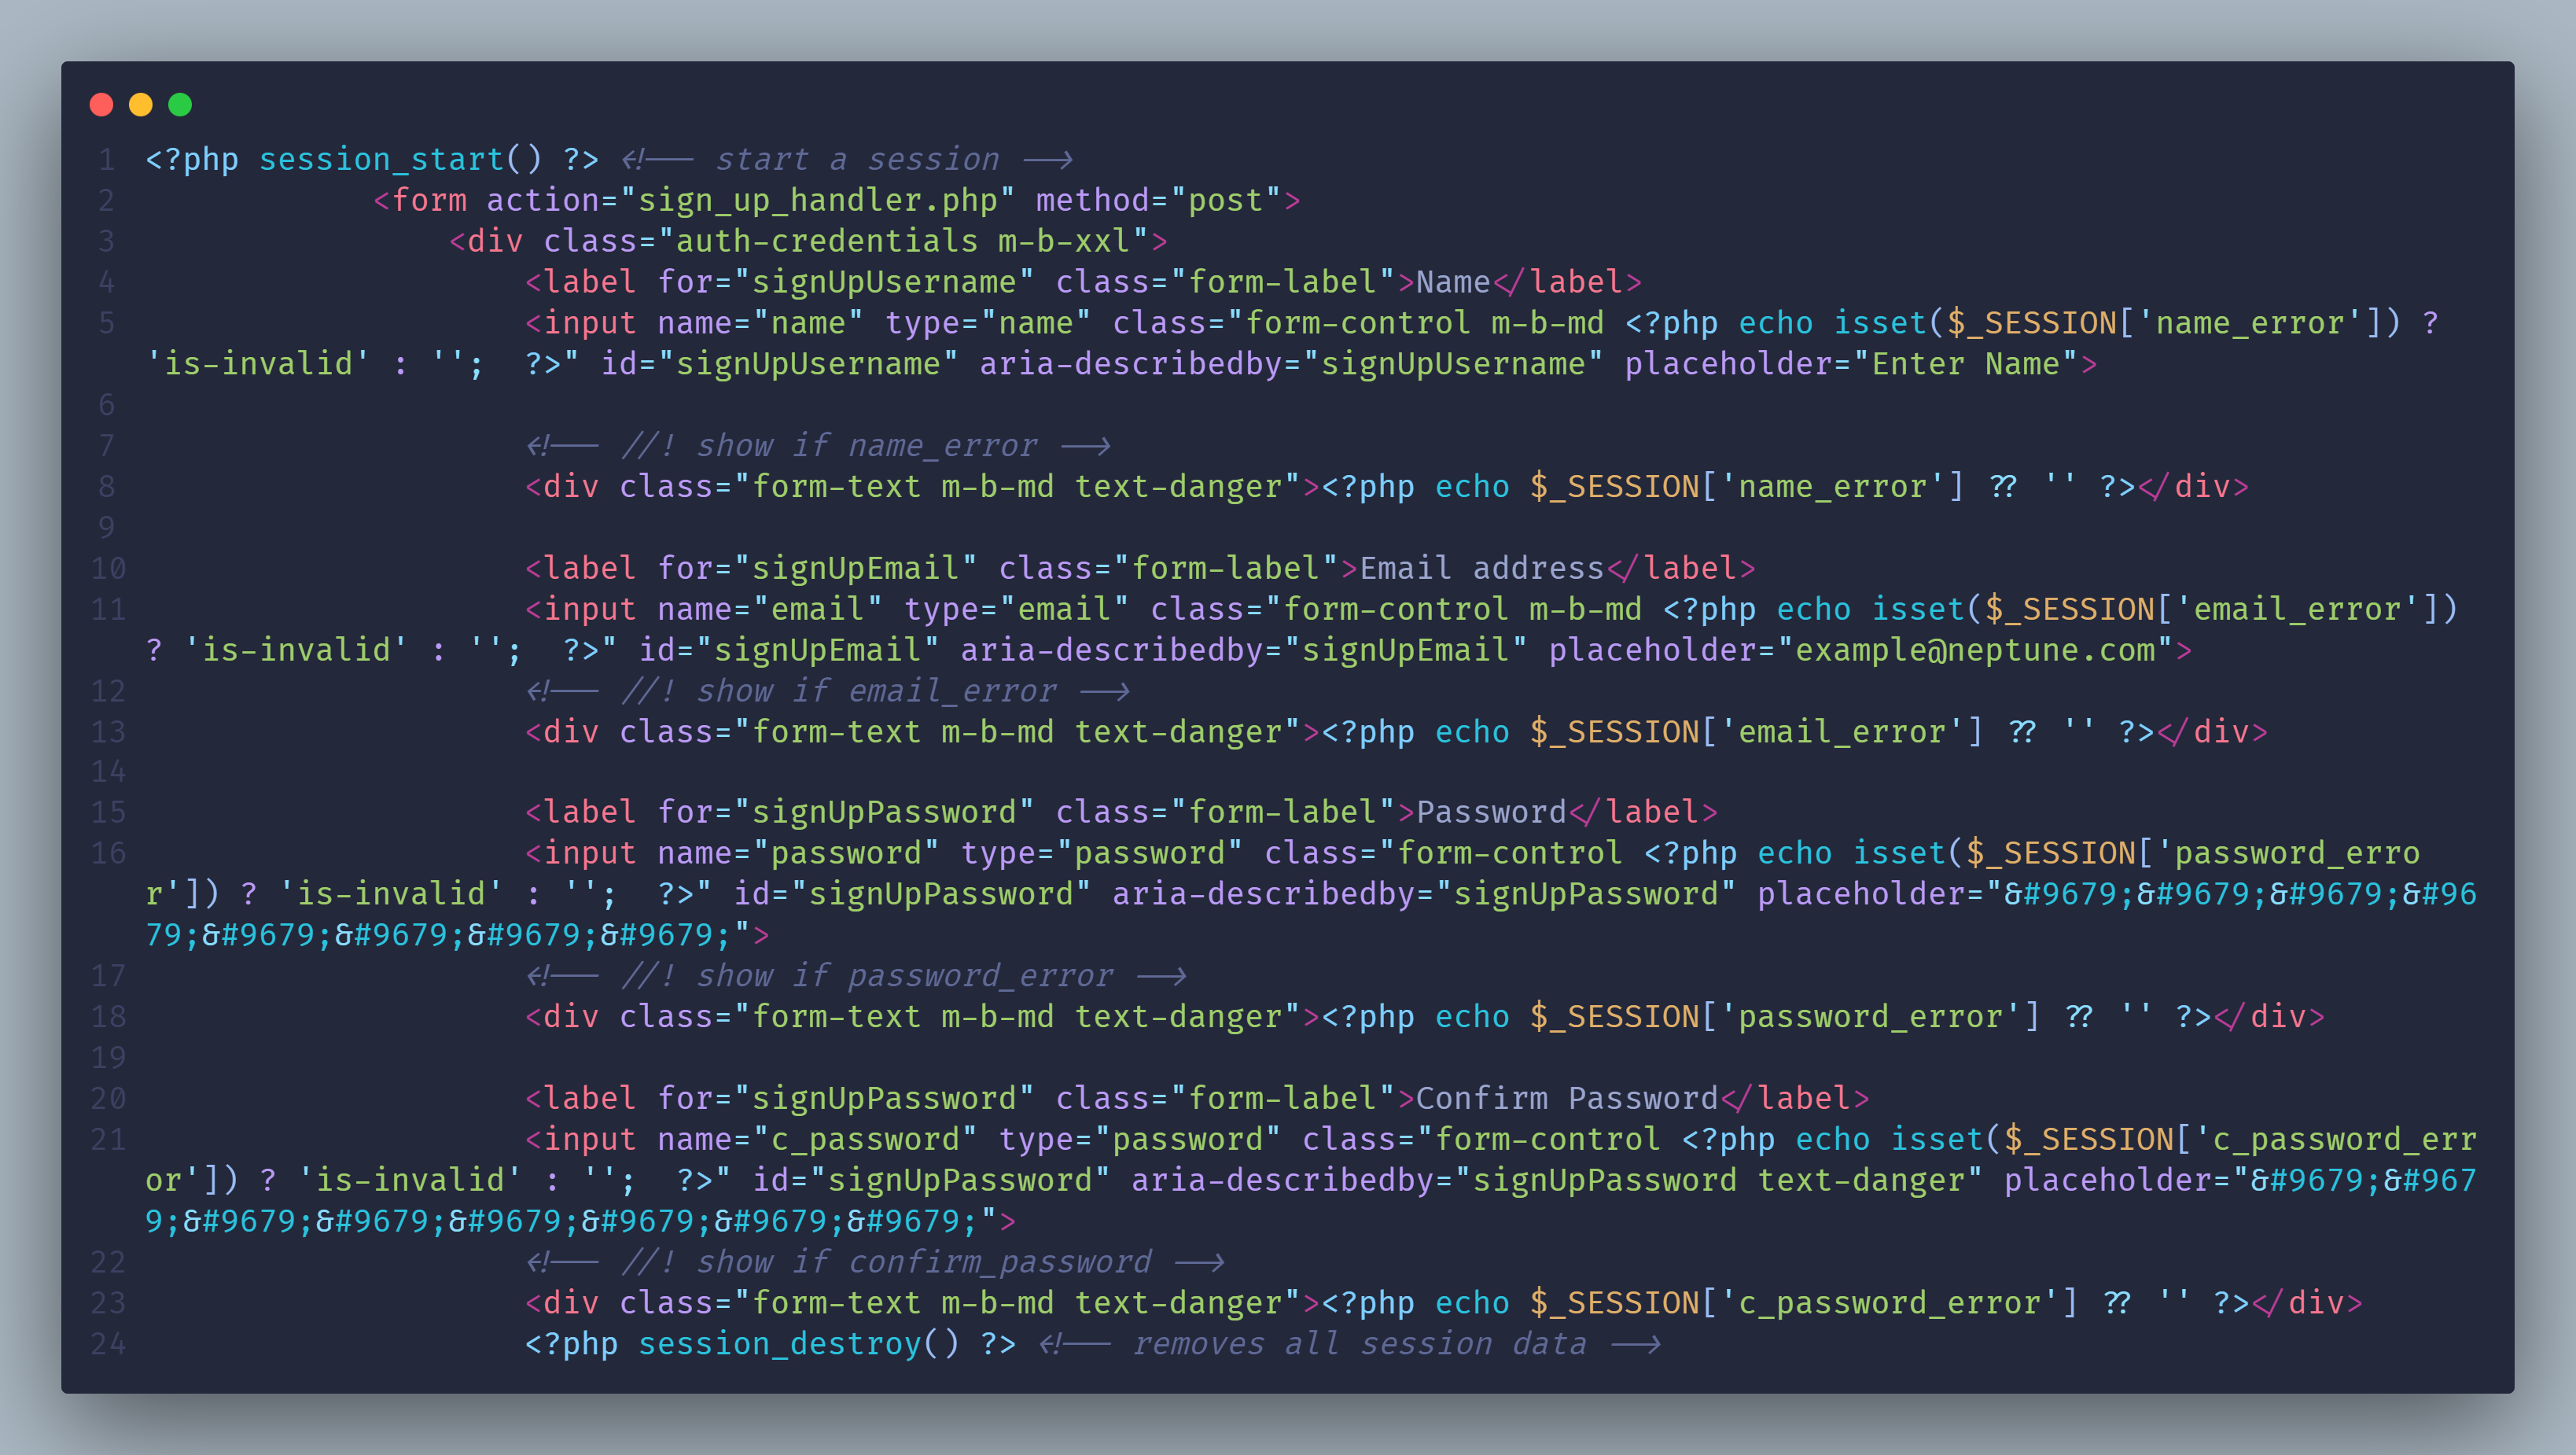 1 <?php session_start() ?> <!-- start a session -->
2             <form action="sign_up_handler.php" method="post">
3                 <div class="auth-credentials m-b-xxl">
4                     <label for="signUpUsername" class="form-label">Name</label>
5                     <input name="name" type="name" class="form-control m-b-md <?php echo isset($_SESSION['name_error']) ?
'is-invalid' : '';  ?>" id="signUpUsername" aria-describedby="signUpUsername" placeholder="Enter Name">
6
7                     <!-- //! show if name_error -->
8                     <div class="form-text m-b-md text-danger"><?php echo $_SESSION['name_error'] ?? '' ?></div>
9
10                     <label for="signUpEmail" class="form-label">Email address</label>
11                     <input name="email" type="email" class="form-control m-b-md <?php echo isset($_SESSION['email_error'])
? 'is-invalid' : '';  ?>" id="signUpEmail" aria-describedby="signUpEmail" placeholder="example@neptune.com">
12                     <!-- //! show if email_error -->
13                     <div class="form-text m-b-md text-danger"><?php echo $_SESSION['email_error'] ?? '' ?></div>
14
15                     <label for="signUpPassword" class="form-label">Password</label>
16                     <input name="password" type="password" class="form-control <?php echo isset($_SESSION['password_erro
r']) ? 'is-invalid' : '';  ?>" id="signUpPassword" aria-describedby="signUpPassword" placeholder="&#9679;&#9679;&#9679;&#96
79;&#9679;&#9679;&#9679;&#9679;">
17                     <!-- //! show if password_error -->
18                     <div class="form-text m-b-md text-danger"><?php echo $_SESSION['password_error'] ?? '' ?></div>
19
20                     <label for="signUpPassword" class="form-label">Confirm Password</label>
21                     <input name="c_password" type="password" class="form-control <?php echo isset($_SESSION['c_password_err
or']) ? 'is-invalid' : '';  ?>" id="signUpPassword" aria-describedby="signUpPassword text-danger" placeholder="&#9679;&#967
9;&#9679;&#9679;&#9679;&#9679;&#9679;&#9679;">
22                     <!-- //! show if confirm_password -->
23                     <div class="form-text m-b-md text-danger"><?php echo $_SESSION['c_password_error'] ?? '' ?></div>
24                     <?php session_destroy() ?> <!-- removes all session data -->